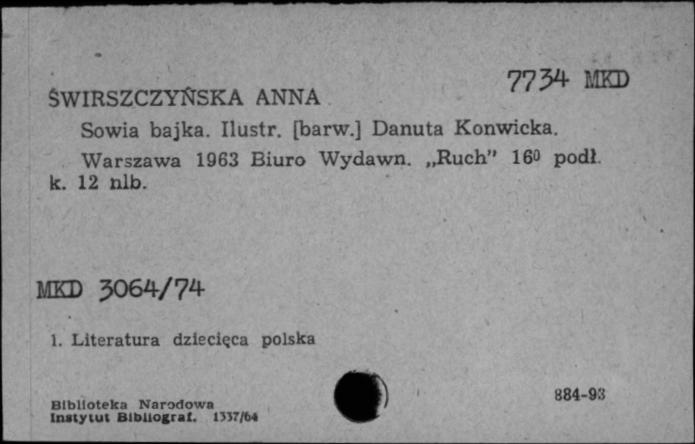 7734 MKD
ŚWIRSZCZYŃSKA ANNA
Sowia bajka. Ilustr. [barw.] Danuta Konwicka.
Warszawa 1963 Biuro Wydawn. „Ruch” 16⁰ podł.
k. 12 nlb.
MKD 3064/74
1. Literatura dziecięca polska
884-93
Biblioteka Narodowa
Instytut Bibliograf. 1337/64